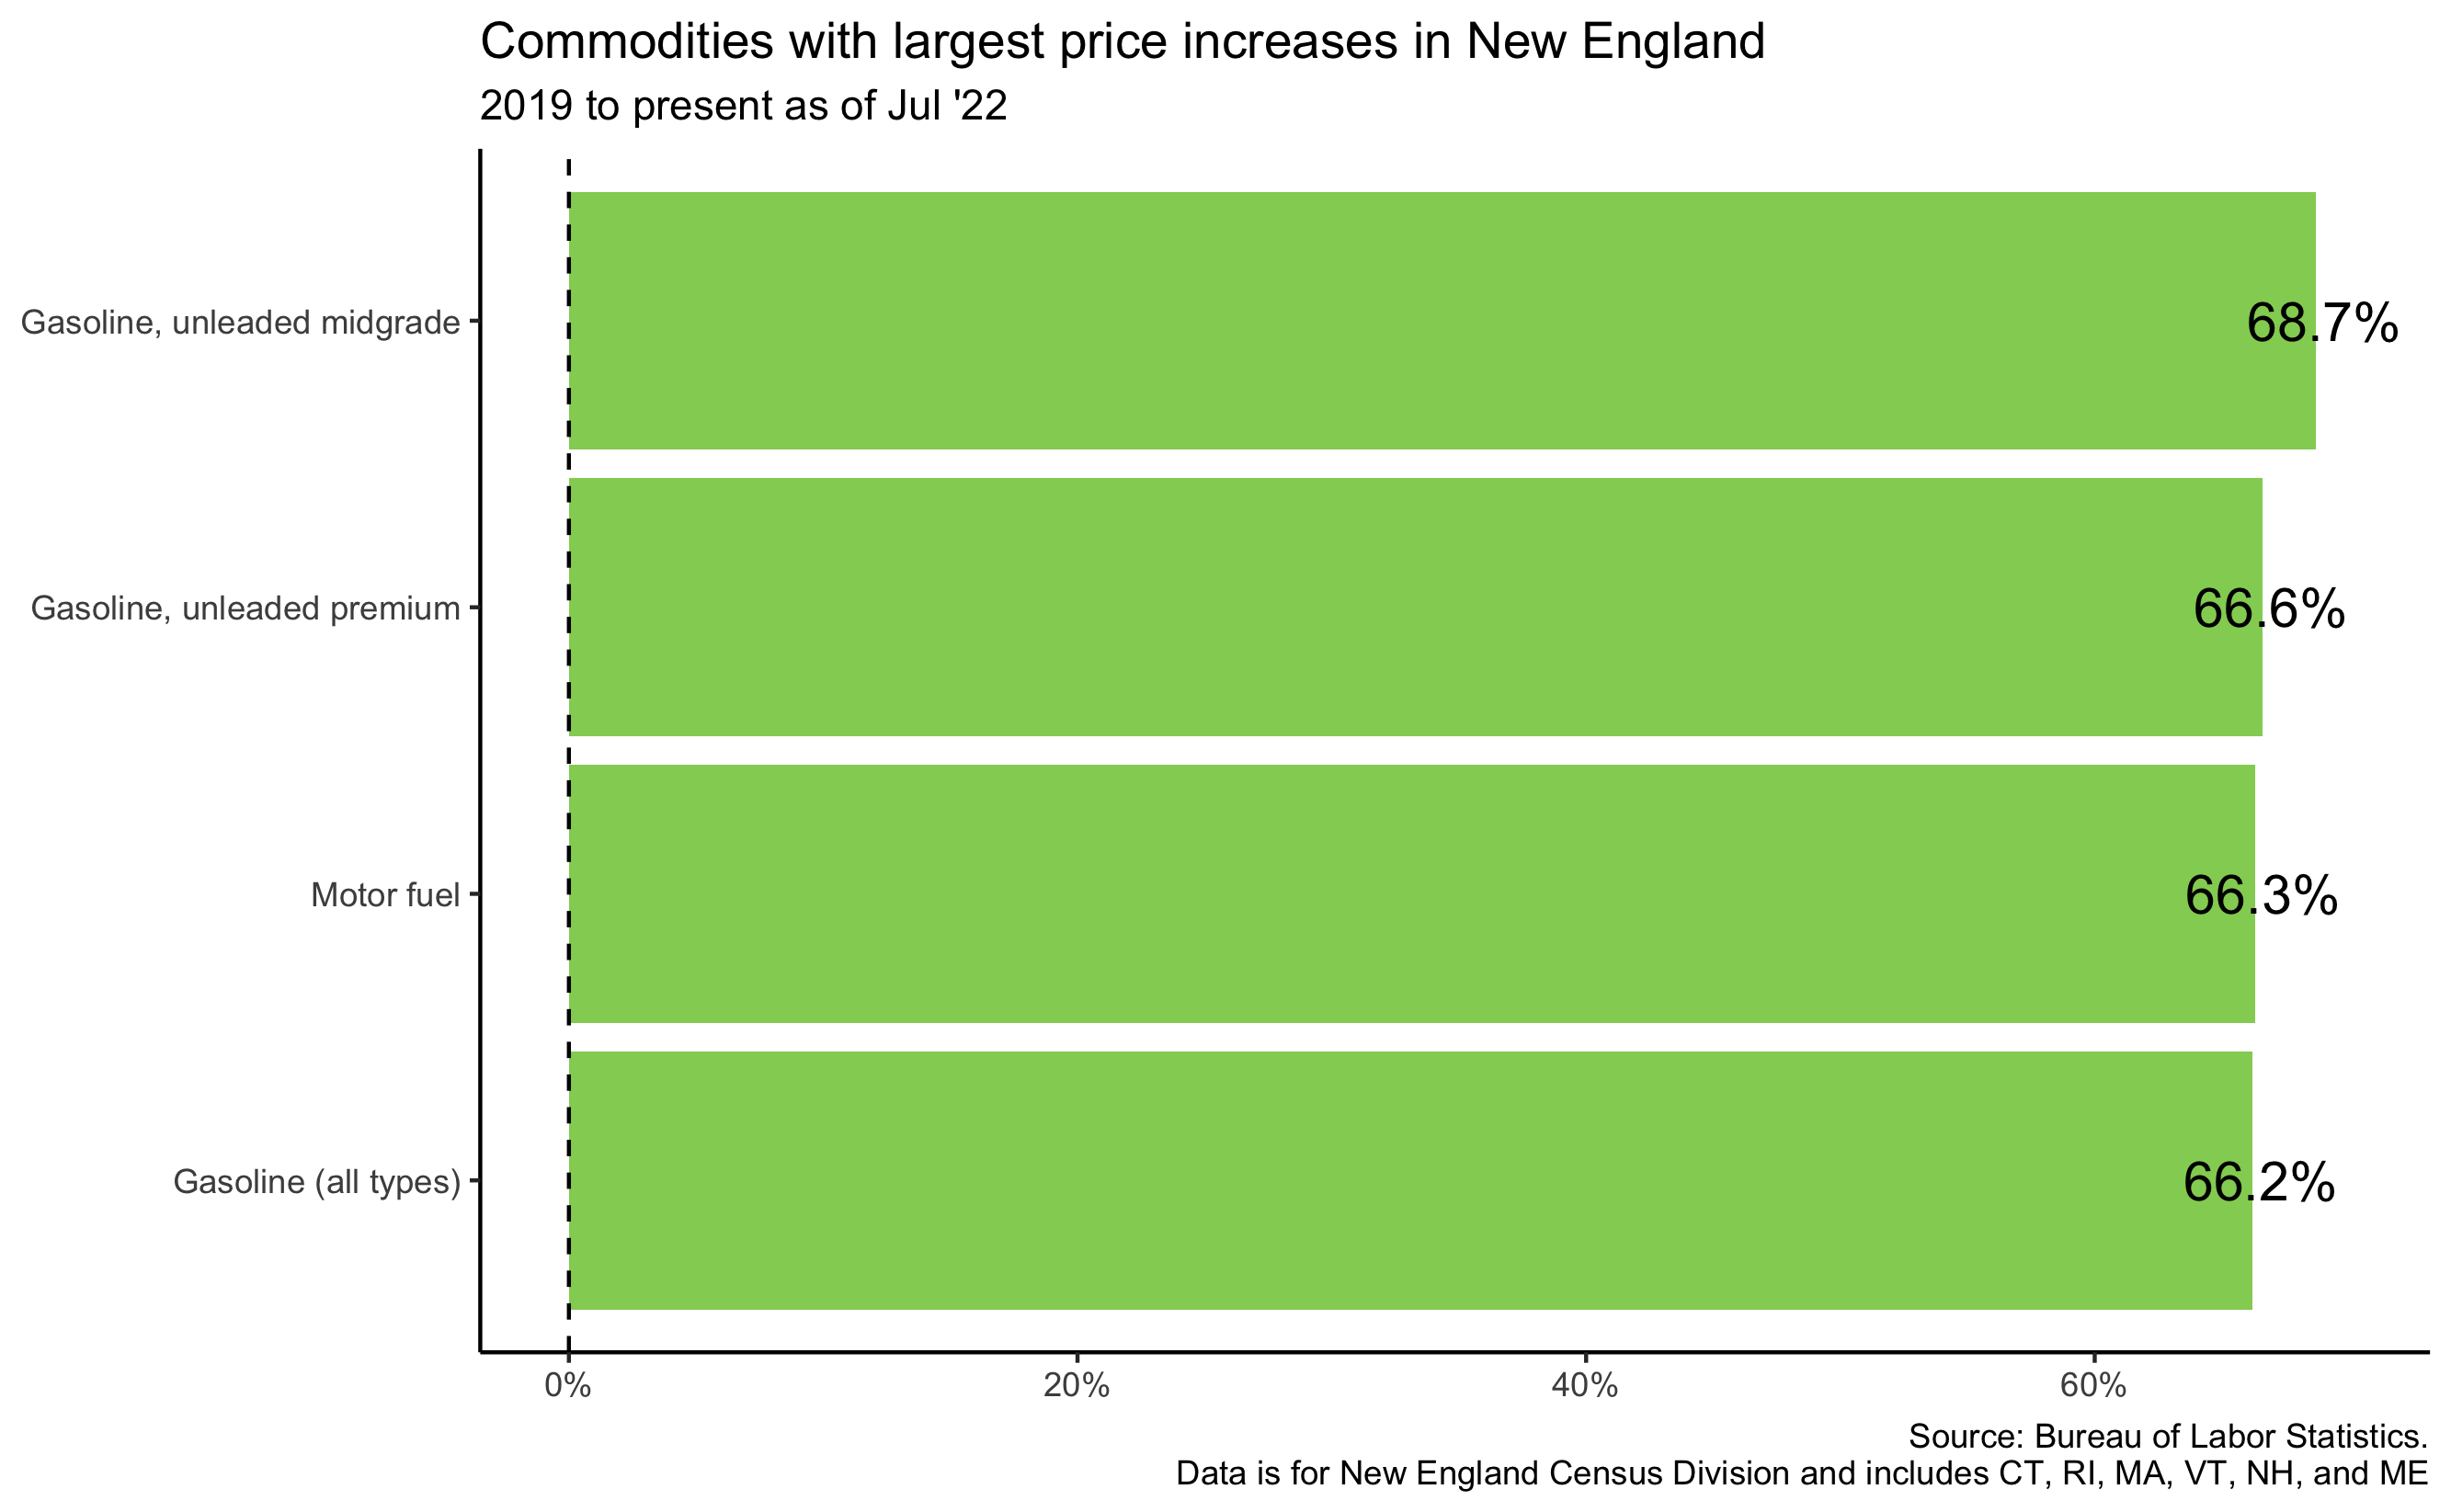 Commodities with largest price increases in New England
2019 to present as of Jul '22
Gasoline, unleaded midgrade
68.7%
Gasoline, unleaded premium
66.6%
Motor fuel
66.3%
Gasoline (all types)
66.2%
0%
20%
40%
60%
Source: Bureau of Labor Statistics.
Data is for New England Census Division and includes CT, RI, MA, VT, NH, and ME